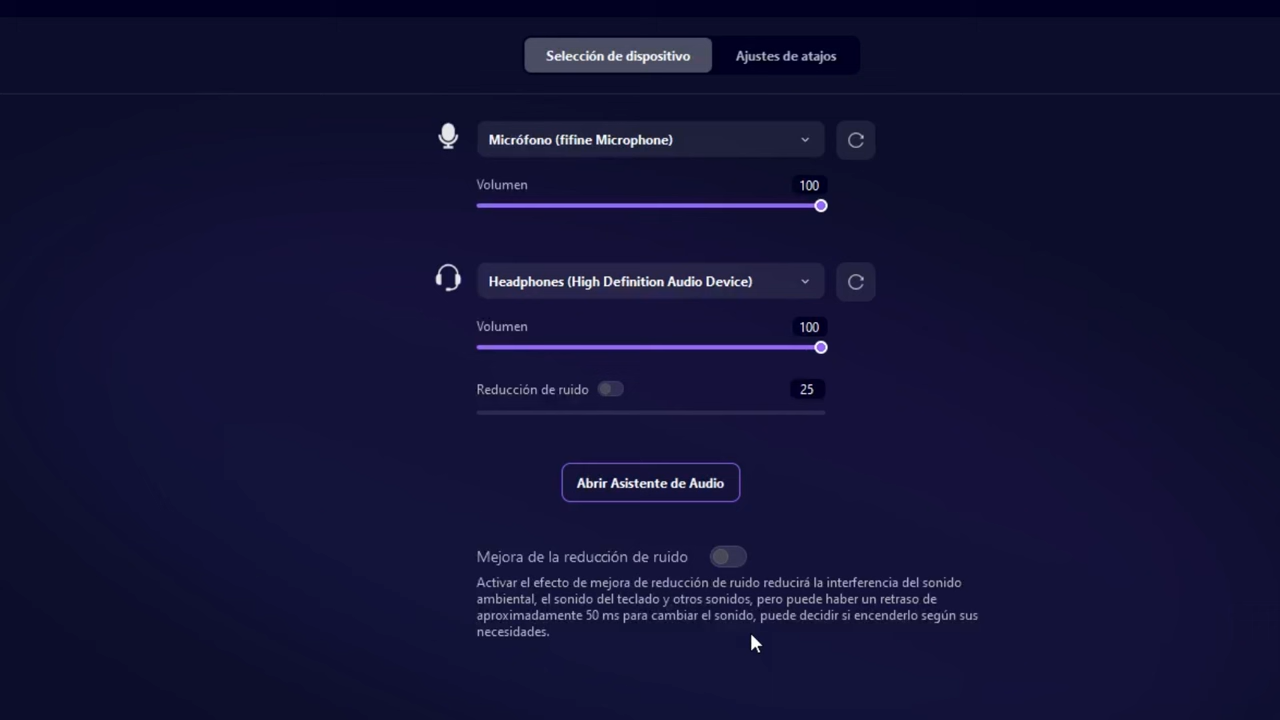 Selección de dispositivo
Ajustes de atajos
Micrófono (fifine Microphone)
Volumen
100
Headphones (High Definition Audio Device)
Volumen
100
Reducción de ruido
25
Abrir Asistente de Audio
Mejora de la reducción de ruido
Activar el efecto de mejora de reducción de ruido reducirá la interferencia del sonido
ambiental, el sonido del teclado y otros sonidos, pero puede haber un retraso de
aproximadamente 50 ms para cambiar el sonido, puede decidir si encenderlo según sus
necesidades.